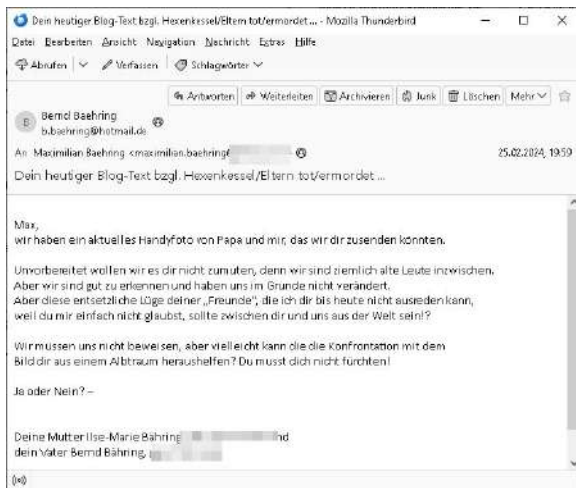 Dein heutiger Blog-Text bzgl. Hexenkessel/Eltern tot/ermordet ... - Mozilla Thunderbird
Datei Bearbeiten Ansicht Navigation Nachricht Extras Hilfe
Abrufen Verfassen Schlagwörter
Antworten Weiterleiten Archivieren Junk Löschen Mehr
B Bernd Baehring
b.baehring@hotmail.de
An Maximilian Baehring <maximilian.baehring@ 25.02.2024, 19:59
Dein heutiger Blog-Text bzgl. Hexenkessel/Eltern tot/ermordet ...
Max,
wir haben ein aktuelles Handyfoto von Papa und mir, das wir dir zusenden könnten.
Unvorbereitet wollen wir es dir nicht zumuten, denn wir sind ziemlich alte Leute inzwischen.
Aber wir sind gut zu erkennen und haben uns im Grunde nicht verändert.
Aber diese entsetzliche Lüge deiner „Freunde", die ich dir bis heute nicht ausreden kann,
weil du mir einfach nicht glaubst, sollte zwischen dir und uns aus der Welt sein!?
Wir müssen uns nicht beweisen, aber vielleicht kann die die Konfrontation mit dem
Bild dir aus einem Albtraum heraushelfen? Du musst dich nicht fürchten!
Ja oder Nein? –
Deine Mutter Ilse-Marie Bähring nd
dein Vater Bernd Bähring,